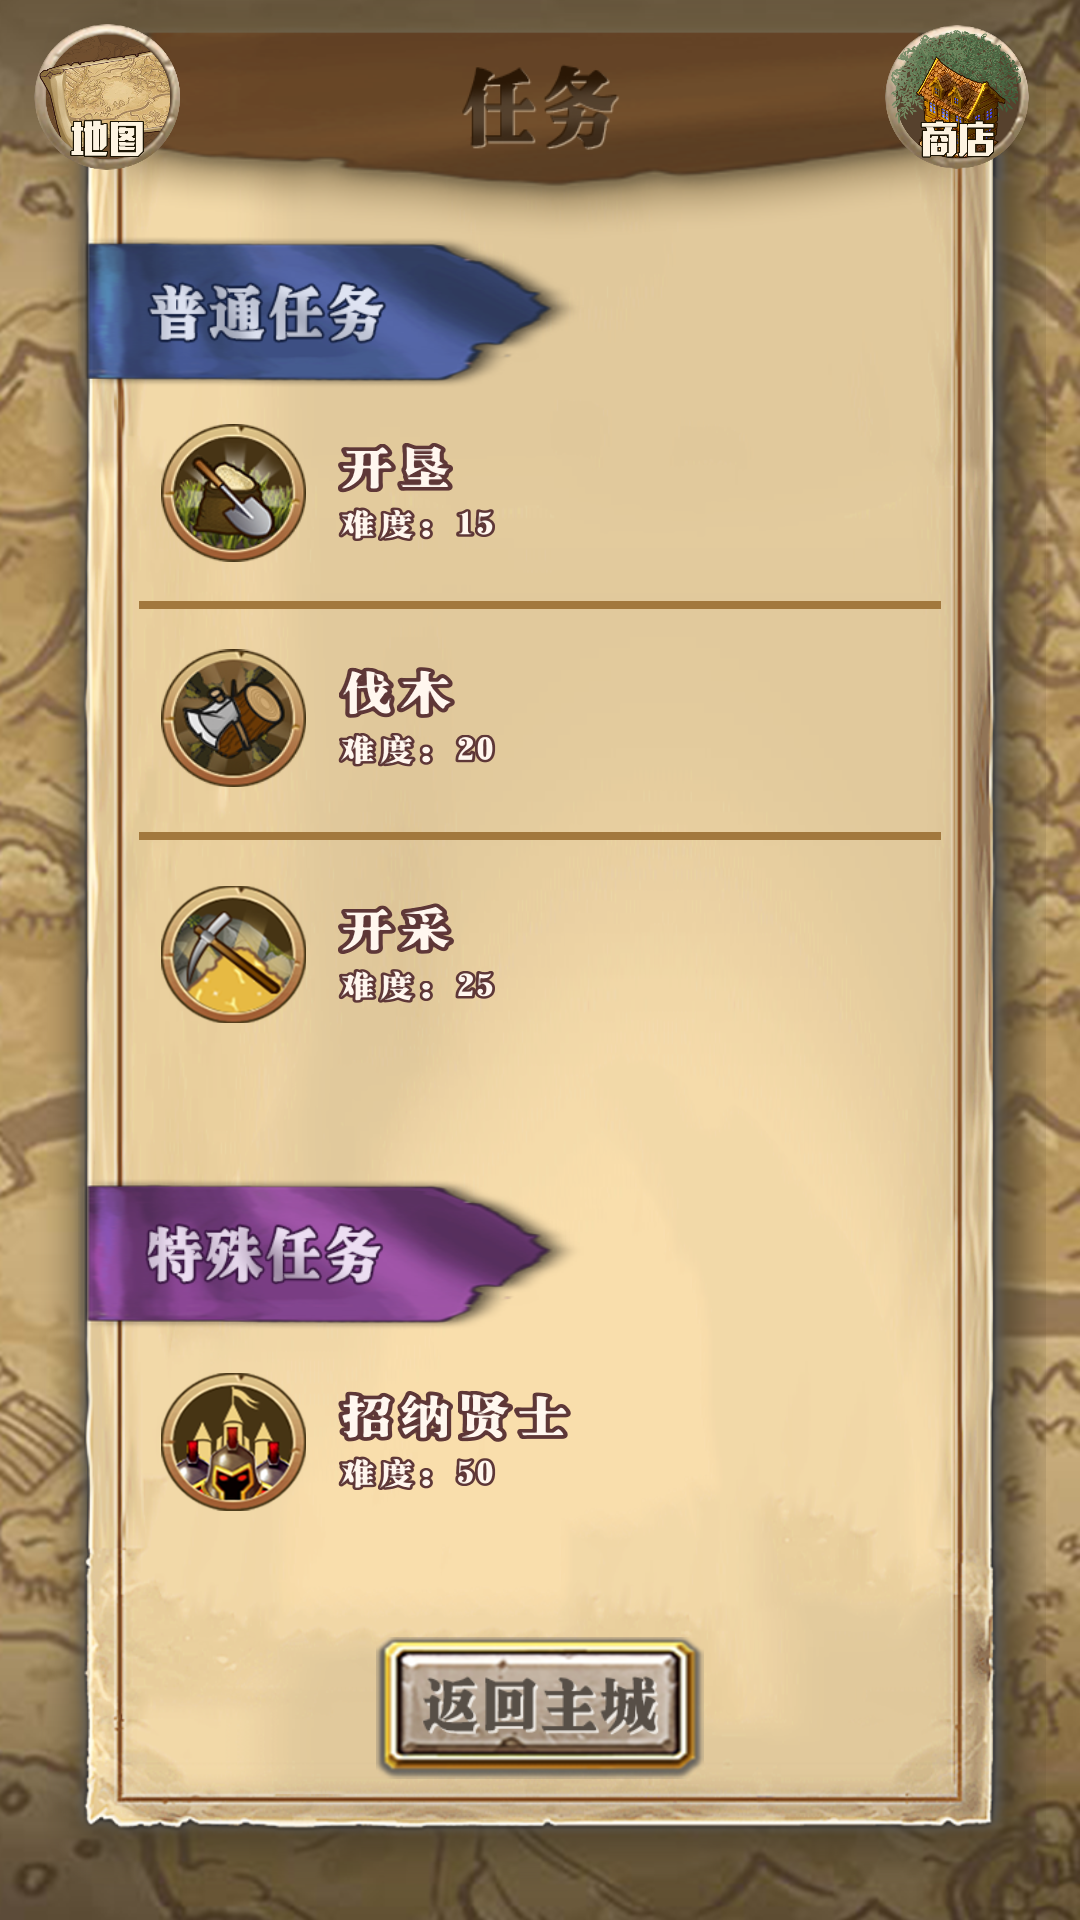 任务
地图
商店
普通任务
开垦
难度：15
伐木
难度：20
开采
难度：25
特殊任务
招纳贤士
难度：50
返回主城